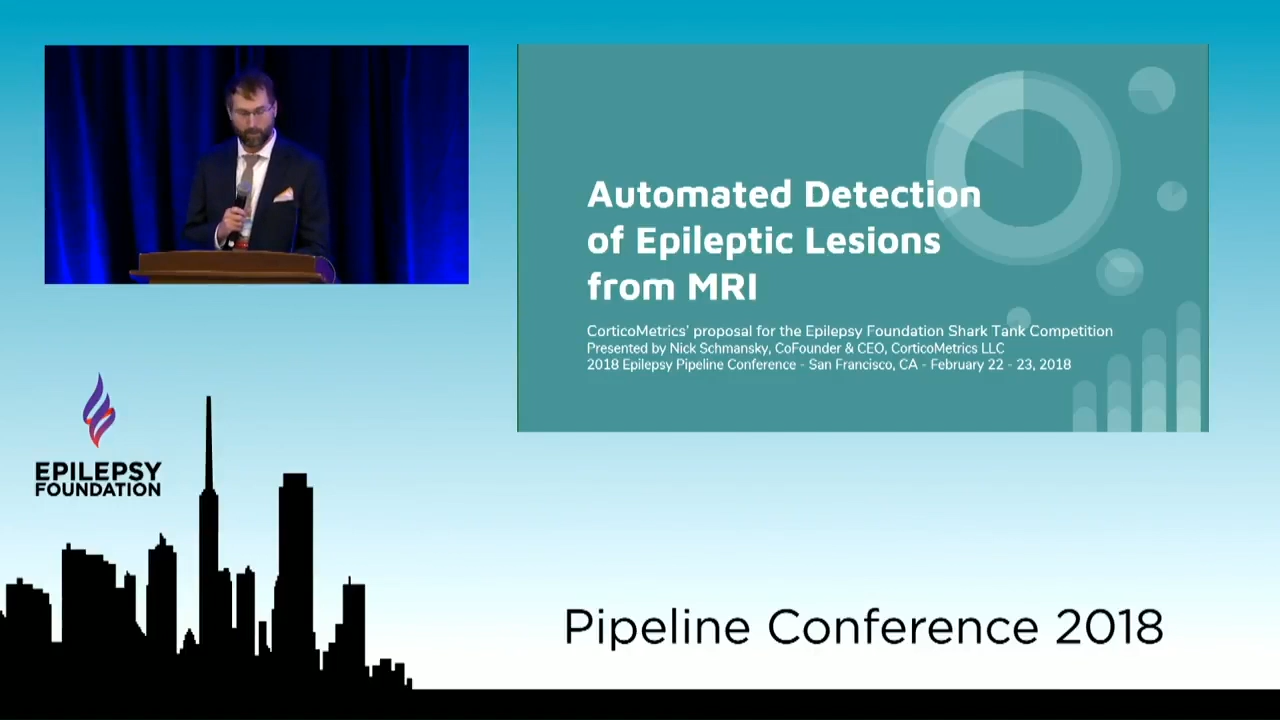 Automated Detection
of Epileptic Lesions
from MRI
CorticoMetrics' proposal for the Epilepsy Foundation Shark Tank Competition
Presented by Nick Schmansky, CoFounder & CEO, CorticoMetrics LLC
2018 Epilepsy Pipeline Conference - San Francisco, CA - February 22 - 23, 2018
EPILEPSY
FOUNDATION
Pipeline Conference 2018